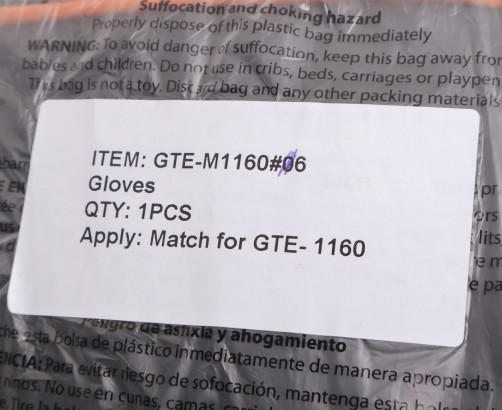 Suffocation and choking hazard
Properly dispose of this plastic bag immediately
WARNING: To avoid danger of suffocation, keep this bag away from
babies and children. Do not use in cribs, beds, carriages or playpen
This bag is not a toy. Discard bag and any other packing materials
ITEM: GTE-M1160#06
Gloves
QTY: 1PCS
Apply: Match for GTE- 1160
Peligro de asfixia y ahogamiento
che esta bolsa de plástico inmediatamente de manera apropiada.
ENCIA: Para evitar riesgo de sofocación, mantenga esta
ninos. No use en cunas, camas,